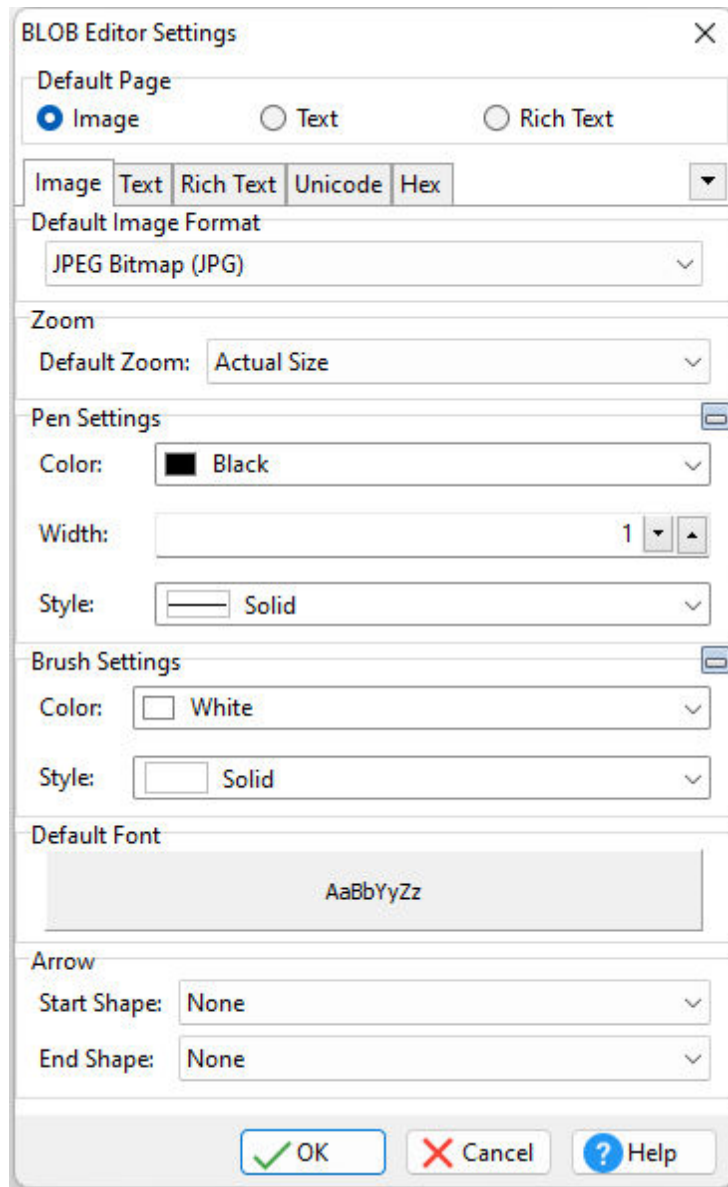 BLOB Editor Settings
Default Page
Image Text Rich Text
Image Text Rich Text Unicode Hex
Default Image Format
JPEG Bitmap (JPG)
Zoom
Default Zoom: Actual Size
Pen Settings
Color: Black
Width: 1
Style: Solid
Brush Settings
Color: White
Style: Solid
Default Font
AaBbYyZz
Arrow
Start Shape: None
End Shape: None
OK Cancel Help